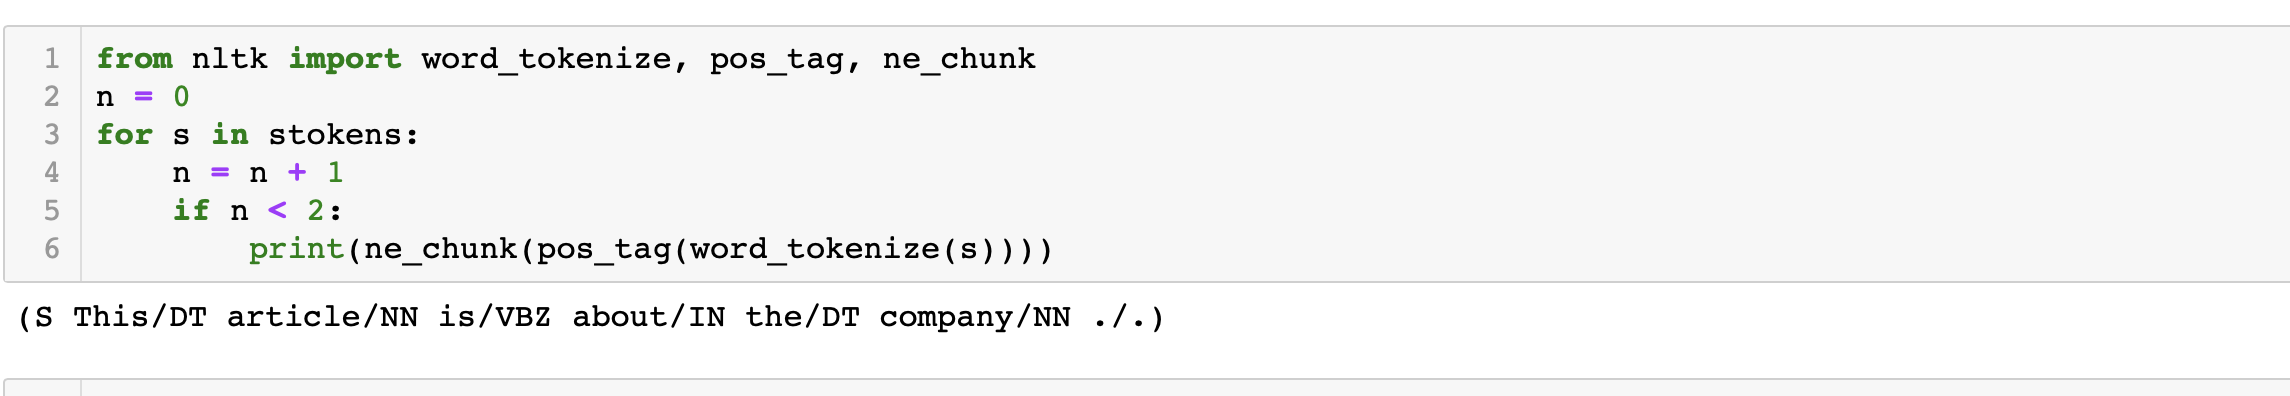 1 from nltk import word_tokenize, pos_tag, ne_chunk
2 n = 0
3 for s in stokens:
4     n = n + 1
5     if n < 2:
6         print(ne_chunk(pos_tag(word_tokenize(s))))
(S This/DT article/NN is/VBZ about/IN the/DT company/NN ./.)